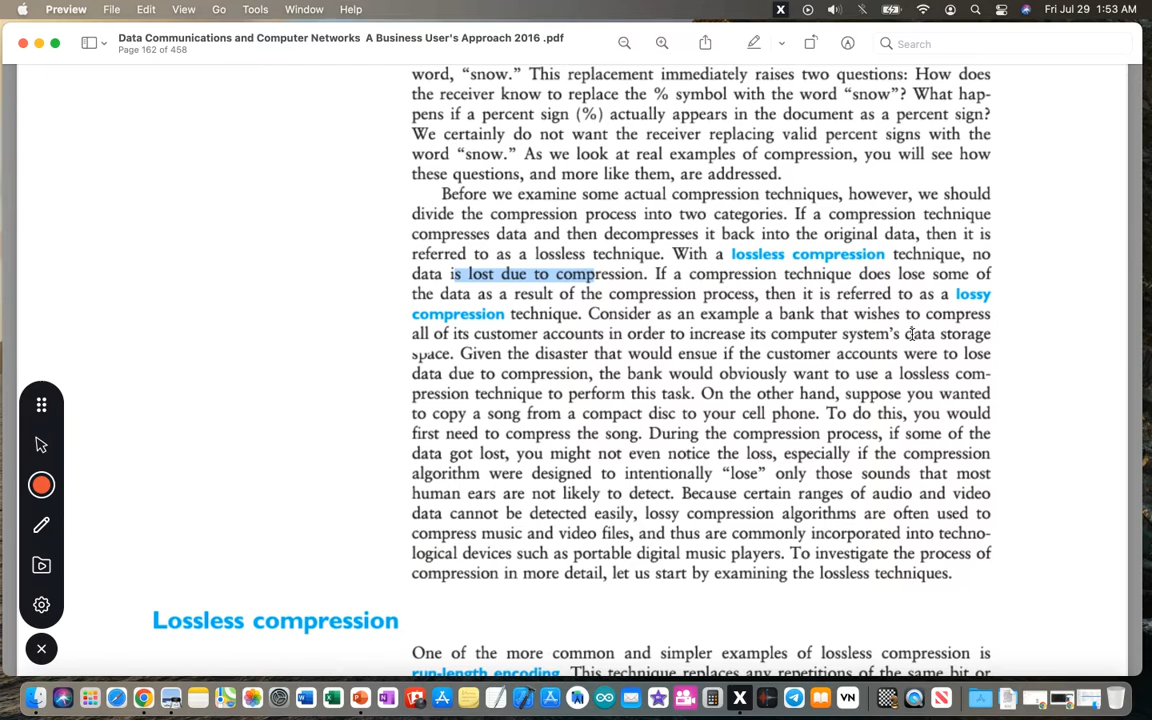 Preview File Edit View Go Tools Window Help Fri Jul 29 1:53 AM
Data Communications and Computer Networks A Business User's Approach 2016 .pdf
Page 162 of 458
Search
word, “snow.” This replacement immediately raises two questions: How does
the receiver know to replace the % symbol with the word “snow”? What hap-
pens if a percent sign (%) actually appears in the document as a percent sign?
We certainly do not want the receiver replacing valid percent signs with the
word “snow.” As we look at real examples of compression, you will see how
these questions, and more like them, are addressed.
Before we examine some actual compression techniques, however, we should
divide the compression process into two categories. If a compression technique
compresses data and then decompresses it back into the original data, then it is
referred to as a lossless technique. With a lossless compression technique, no
data is lost due to compression. If a compression technique does lose some of
the data as a result of the compression process, then it is referred to as a lossy
compression technique. Consider as an example a bank that wishes to compress
all of its customer accounts in order to increase its computer system’s data storage
space. Given the disaster that would ensue if the customer accounts were to lose
data due to compression, the bank would obviously want to use a lossless com-
pression technique to perform this task. On the other hand, suppose you wanted
to copy a song from a compact disc to your cell phone. To do this, you would
first need to compress the song. During the compression process, if some of the
data got lost, you might not even notice the loss, especially if the compression
algorithm were designed to intentionally “lose” only those sounds that most
human ears are not likely to detect. Because certain ranges of audio and video
data cannot be detected easily, lossy compression algorithms are often used to
compress music and video files, and thus are commonly incorporated into techno-
logical devices such as portable digital music players. To investigate the process of
compression in more detail, let us start by examining the lossless techniques.
Lossless compression
One of the more common and simpler examples of lossless compression is
run-length encoding. This technique replaces any repetitions of the same bit or
VN